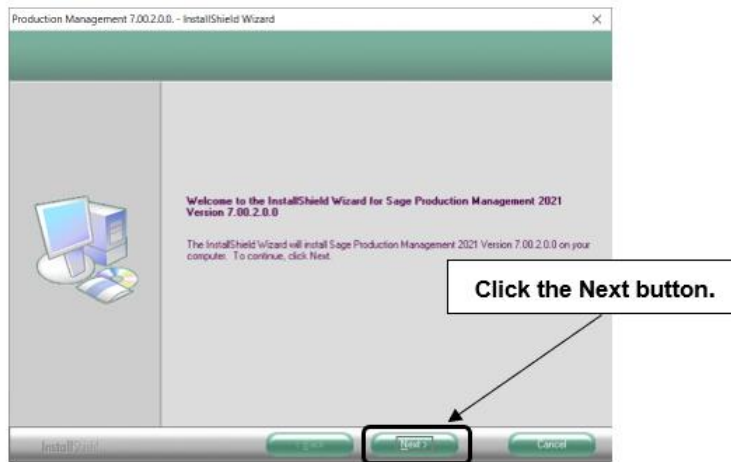 Production Management 7.00.2.0.0. - InstallShield Wizard
Welcome to the InstallShield Wizard for Sage Production Management 2021
Version 7.00.2.0.0
The InstallShield Wizard will install Sage Production Management 2021 Version 7.00.2.0.0 on your
computer. To continue, click Next.
Click the Next button.
InstallShield
< Back
Next >
Cancel